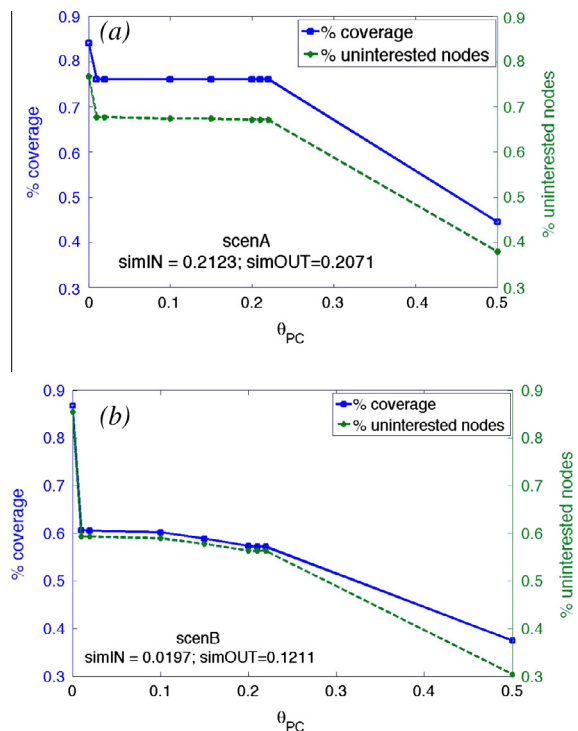 (a)
% coverage
% uninterested nodes
0.9
0.8
0.7
0.6
0.5
0.4
0.3
% coverage
0.9
0.8
0.7
0.6
0.5
0.4
0.3
% uninterested nodes
scenA
simIN = 0.2123; simOUT=0.2071
0 0.1 0.2 0.3 0.4 0.5
θPC
(b)
% coverage
% uninterested nodes
0.9
0.8
0.7
0.6
0.5
0.4
0.3
% coverage
0.9
0.8
0.7
0.6
0.5
0.4
0.3
% uninterested nodes
scenB
simIN = 0.0197; simOUT=0.1211
0 0.1 0.2 0.3 0.4 0.5
θPC